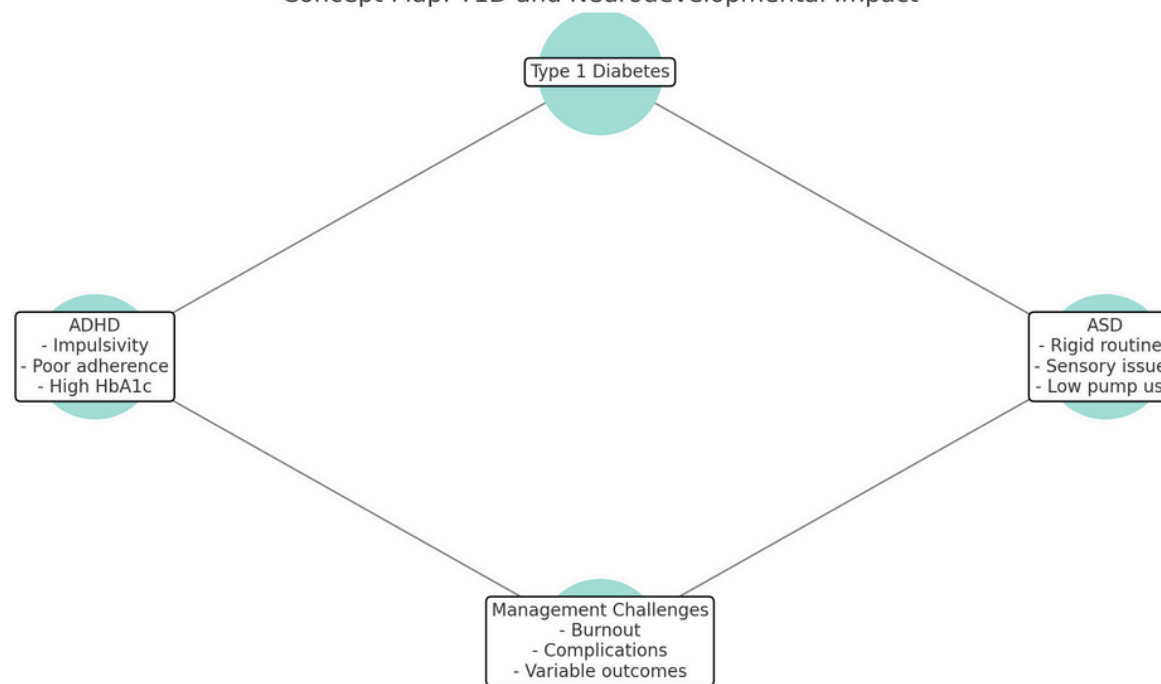 Concept Map: T1D and Neurodevelopmental Impact
Type 1 Diabetes
ADHD
- Impulsivity
- Poor adherence
- High HbA1c
ASD
- Rigid routine
- Sensory issue
- Low pump us
Management Challenges
- Burnout
- Complications
- Variable outcomes